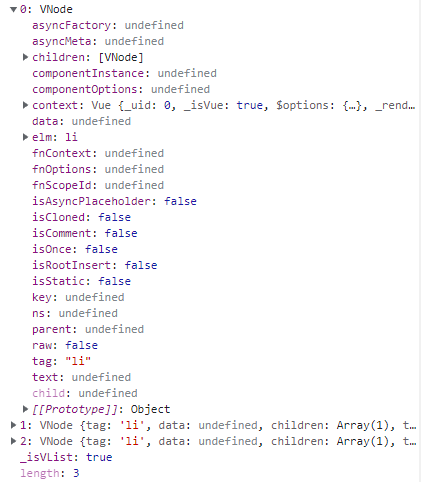 ▼0: VNode
asyncFactory: undefined
asyncMeta: undefined
▶children: [VNode]
componentInstance: undefined
componentOptions: undefined
▶context: Vue {_uid: 0, _isVue: true, $options: {…}, _rend…
data: undefined
▶elm: li
fnContext: undefined
fnOptions: undefined
fnScopeId: undefined
isAsyncPlaceholder: false
isCloned: false
isComment: false
isOnce: false
isRootInsert: false
isStatic: false
key: undefined
ns: undefined
parent: undefined
raw: false
tag: "li"
text: undefined
child: undefined
▶[[Prototype]]: Object
▶1: VNode {tag: 'li', data: undefined, children: Array(1), t…
▶2: VNode {tag: 'li', data: undefined, children: Array(1), t…
_isVList: true
length: 3